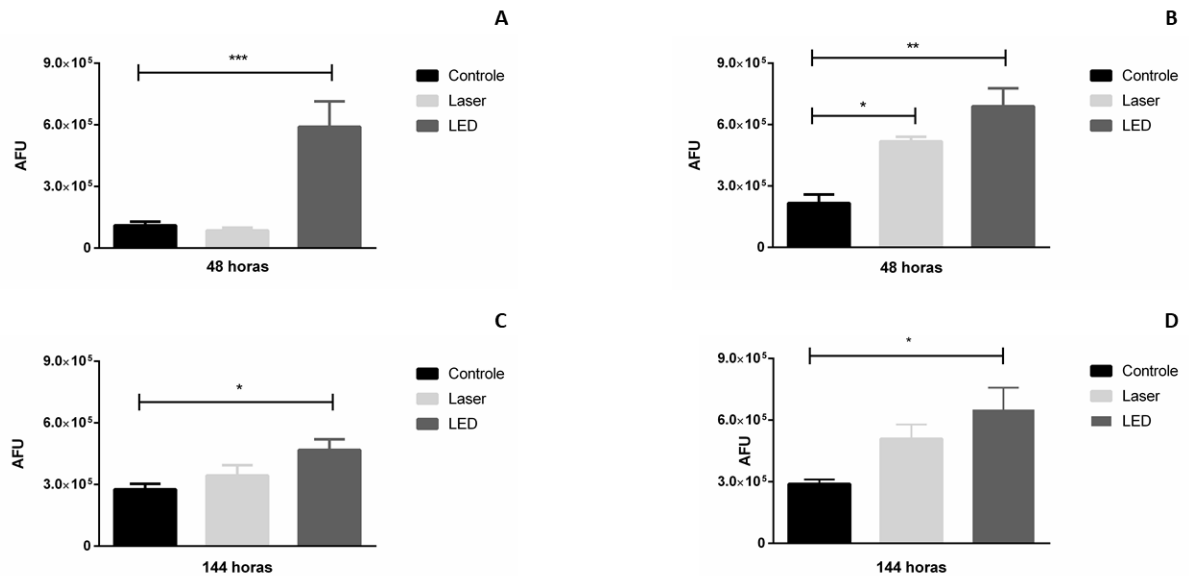 A
***
9.0×10⁵
6.0×10⁵
3.0×10⁵
0
AFU
48 horas
Controle
Laser
LED
B
**
*
9.0×10⁵
6.0×10⁵
3.0×10⁵
0
AFU
48 horas
Controle
Laser
LED
C
*
9.0×10⁵
6.0×10⁵
3.0×10⁵
0
AFU
144 horas
Controle
Laser
LED
D
*
9.0×10⁵
6.0×10⁵
3.0×10⁵
0
AFU
144 horas
Controle
Laser
LED